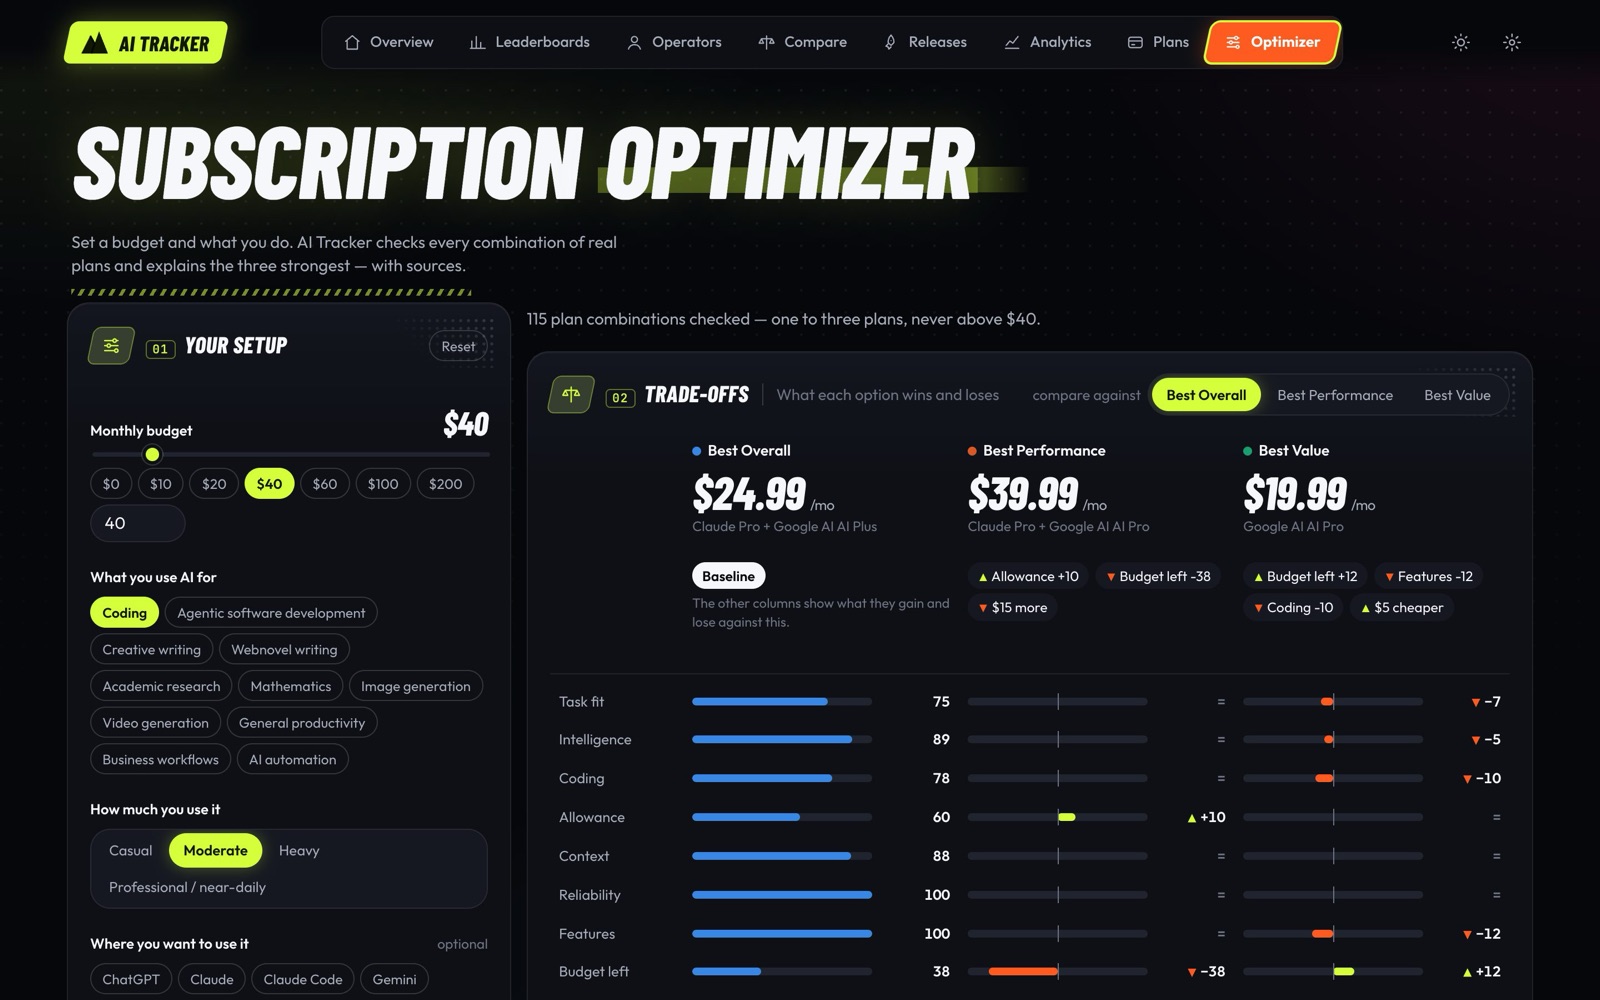 AI TRACKER
Overview
Leaderboards
Operators
Compare
Releases
Analytics
Plans
Optimizer
SUBSCRIPTION OPTIMIZER
Set a budget and what you do. AI Tracker checks every combination of real
plans and explains the three strongest — with sources.
01 YOUR SETUP
Reset
Monthly budget
$40
$0 $10 $20 $40 $60 $100 $200
40
What you use AI for
Coding Agentic software development
Creative writing Webnovel writing
Academic research Mathematics Image generation
Video generation General productivity
Business workflows AI automation
How much you use it
Casual Moderate Heavy
Professional / near-daily
Where you want to use it optional
ChatGPT Claude Claude Code Gemini
115 plan combinations checked — one to three plans, never above $40.
02 TRADE-OFFS What each option wins and loses compare against Best Overall Best Performance Best Value
Best Overall Best Performance Best Value
$24.99 /mo $39.99 /mo $19.99 /mo
Claude Pro + Google AI AI Plus Claude Pro + Google AI AI Pro Google AI AI Pro
Baseline ▲ Allowance +10 ▼ Budget left -38 ▲ Budget left +12 ▼ Features -12
The other columns show what they gain and
lose against this.
▼ $15 more ▼ Coding -10 ▲ $5 cheaper
Task fit 75 = ▼ −7
Intelligence 89 = ▼ −5
Coding 78 = ▼ −10
Allowance 60 ▲ +10 =
Context 88 = =
Reliability 100 = =
Features 100 = ▼ −12
Budget left 38 ▼ −38 ▲ +12